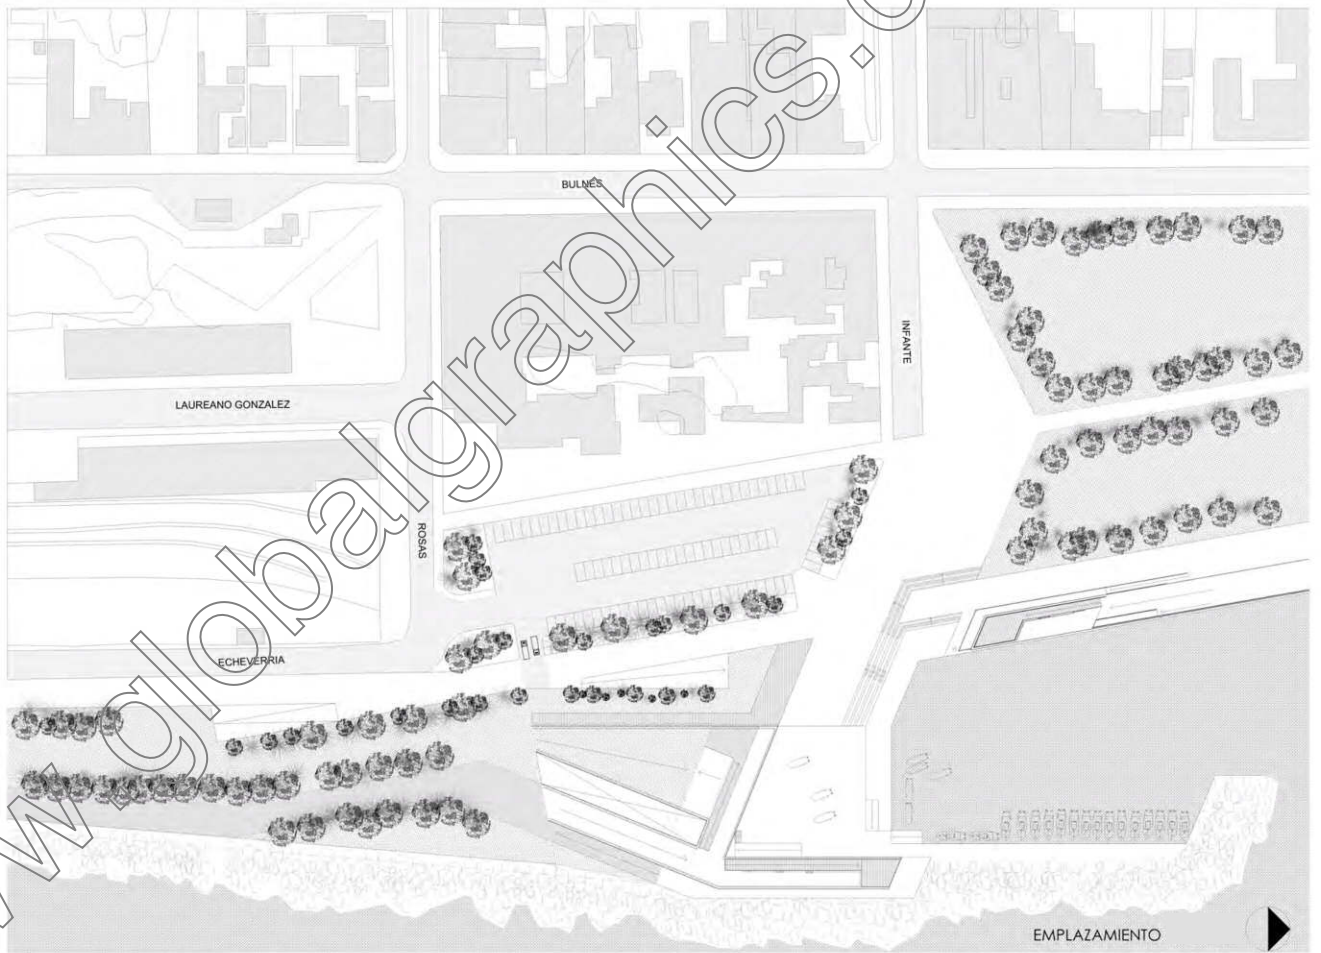 BULNES
INFANTE
LAUREANO GONZALEZ
ROSAS
ECHEVERRIA
EMPLAZAMIENTO
www.globalgraphics.c